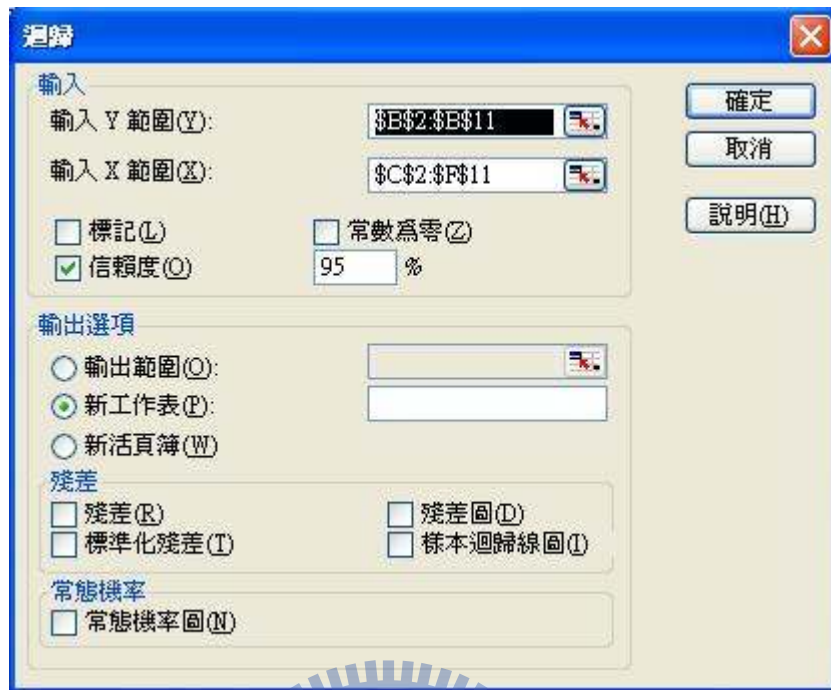 迴歸
輸入
輸入 Y 範圍(Y):
$B$2:$B$11
輸入 X 範圍(X):
$C$2:$F$11
標記(L)
常數爲零(Z)
信賴度(O)
95 %
確定
取消
說明(H)
輸出選項
輸出範圍(O):
新工作表(P):
新活頁簿(W)
殘差
殘差(R)
殘差圖(D)
標準化殘差(T)
樣本迴歸線圖(I)
常態機率
常態機率圖(N)